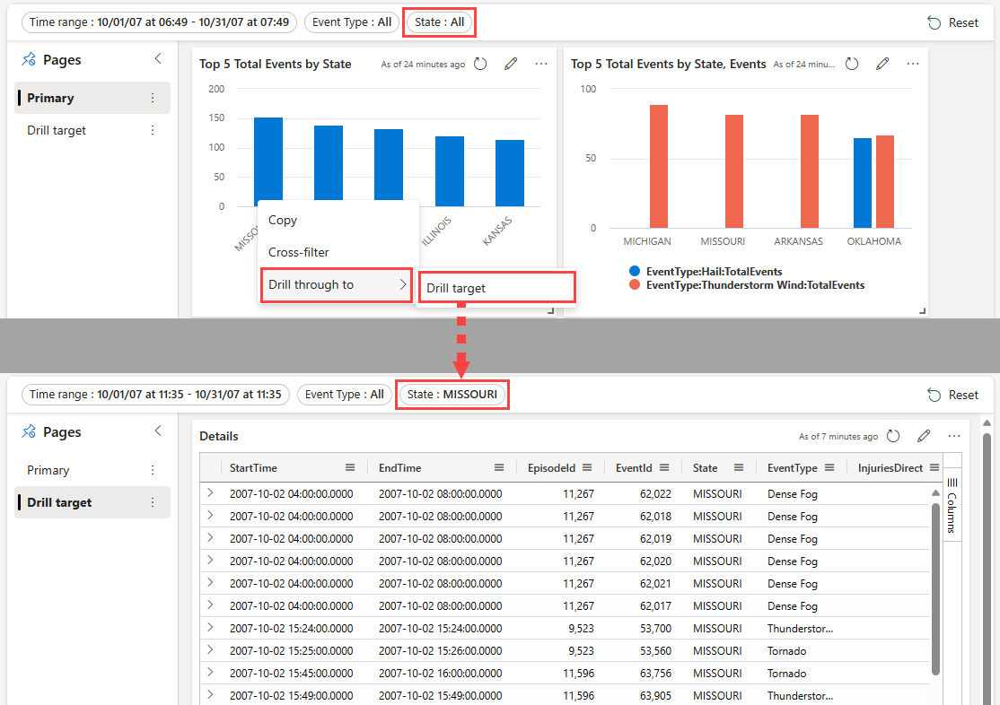 Time range : 10/01/07 at 06:49 - 10/31/07 at 07:49 Event Type : All State : All Reset
Pages
Primary
Drill target
Top 5 Total Events by State As of 24 minutes ago
200
150
100
50
0
ILLINOIS
KANSAS
Copy
Cross-filter
Drill through to
Drill target
Top 5 Total Events by State, Events As of 24 minu...
100
50
0
MICHIGAN MISSOURI ARKANSAS OKLAHOMA
EventType:Hail:TotalEvents
EventType:Thunderstorm Wind:TotalEvents
Time range : 10/01/07 at 11:35 - 10/31/07 at 11:35 Event Type : All State : MISSOURI Reset
Pages
Primary
Drill target
Details As of 7 minutes ago
StartTime EndTime EpisodeId EventId State EventType InjuriesDirect
2007-10-02 04:00:00.0000 2007-10-02 08:00:00.0000 11,267 62,022 MISSOURI Dense Fog
2007-10-02 04:00:00.0000 2007-10-02 08:00:00.0000 11,267 62,018 MISSOURI Dense Fog
2007-10-02 04:00:00.0000 2007-10-02 08:00:00.0000 11,267 62,019 MISSOURI Dense Fog
2007-10-02 04:00:00.0000 2007-10-02 08:00:00.0000 11,267 62,020 MISSOURI Dense Fog
2007-10-02 04:00:00.0000 2007-10-02 08:00:00.0000 11,267 62,021 MISSOURI Dense Fog
2007-10-02 04:00:00.0000 2007-10-02 08:00:00.0000 11,267 62,017 MISSOURI Dense Fog
2007-10-02 15:24:00.0000 2007-10-02 15:24:00.0000 9,523 53,700 MISSOURI Thunderstor...
2007-10-02 15:25:00.0000 2007-10-02 15:26:00.0000 9,523 53,560 MISSOURI Tornado
2007-10-02 15:45:00.0000 2007-10-02 16:00:00.0000 11,596 63,756 MISSOURI Tornado
2007-10-02 15:49:00.0000 2007-10-02 15:49:00.0000 11,596 63,905 MISSOURI Thunderstor...
Columns